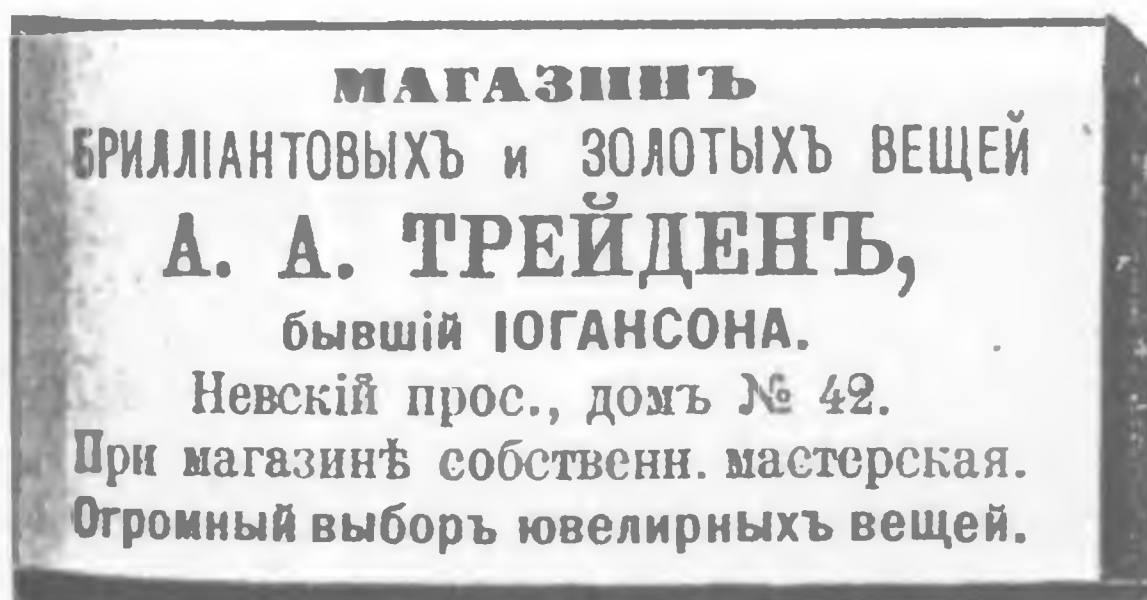 МАГАЗИНЪ
БРИЛЛІАНТОВЫХЪ и ЗОЛОТЫХЪ ВЕЩЕЙ
А. А. ТРЕЙДЕНЪ,
бывшій ІОГАНСОНА.
Невскій прос., домъ № 42.
При магазинѣ собственн. мастерская.
Огромный выборъ ювелирныхъ вещей.